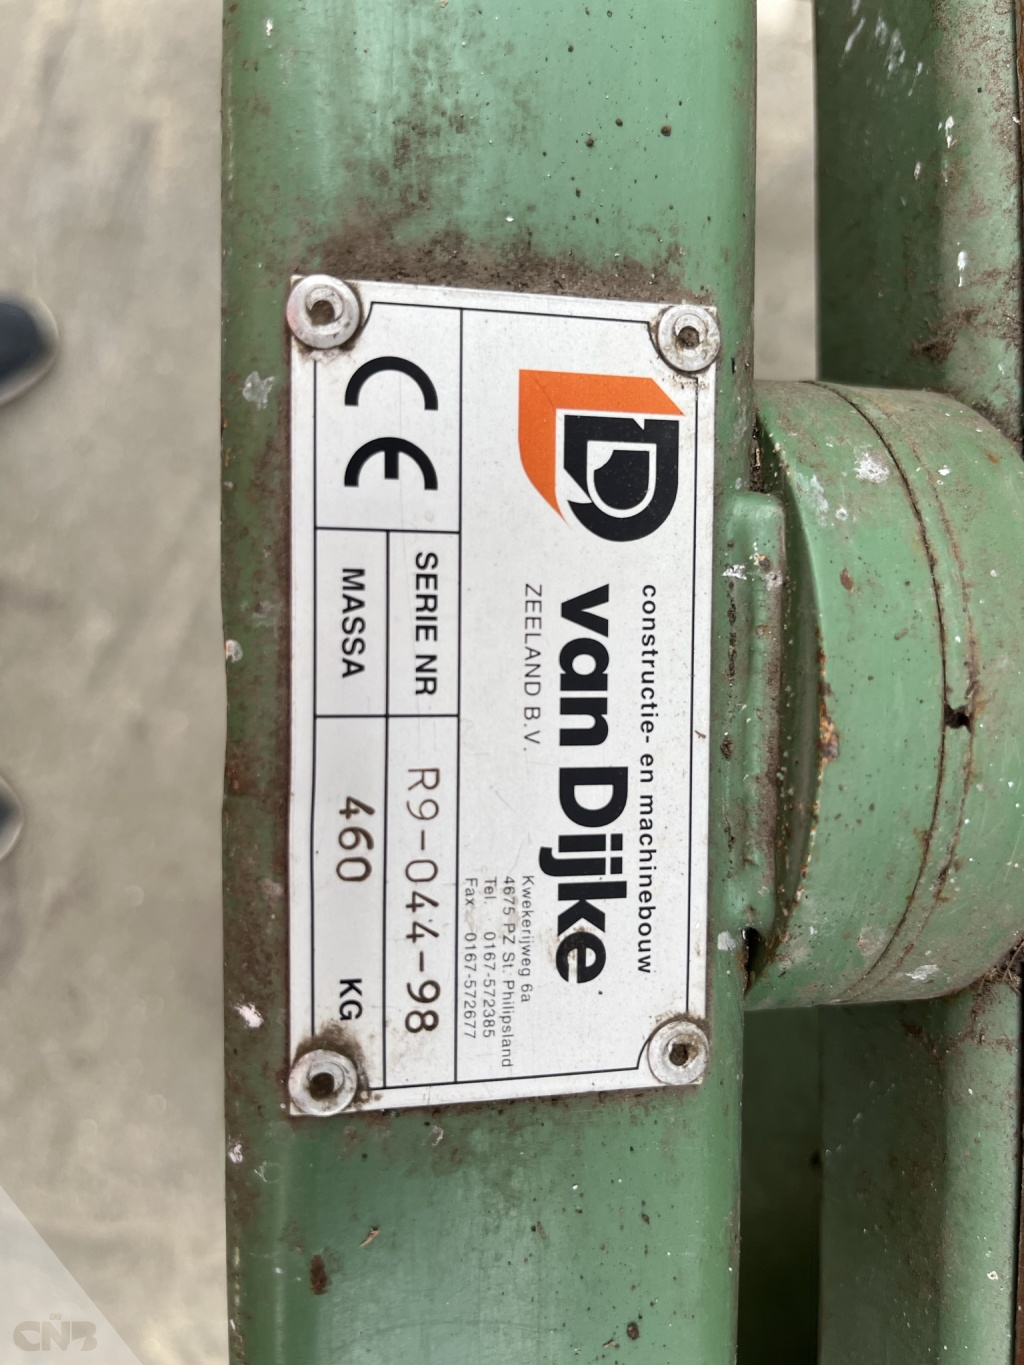 constructie- en machinebouw
van Dijke
ZEELAND B.V.
Kwekerijweg 6a
4675 PZ St. Philipsland
Tel. 0167-572385
Fax 0167-572677
CE
SERIE NR R9-044-98
MASSA 460 KG
CNB